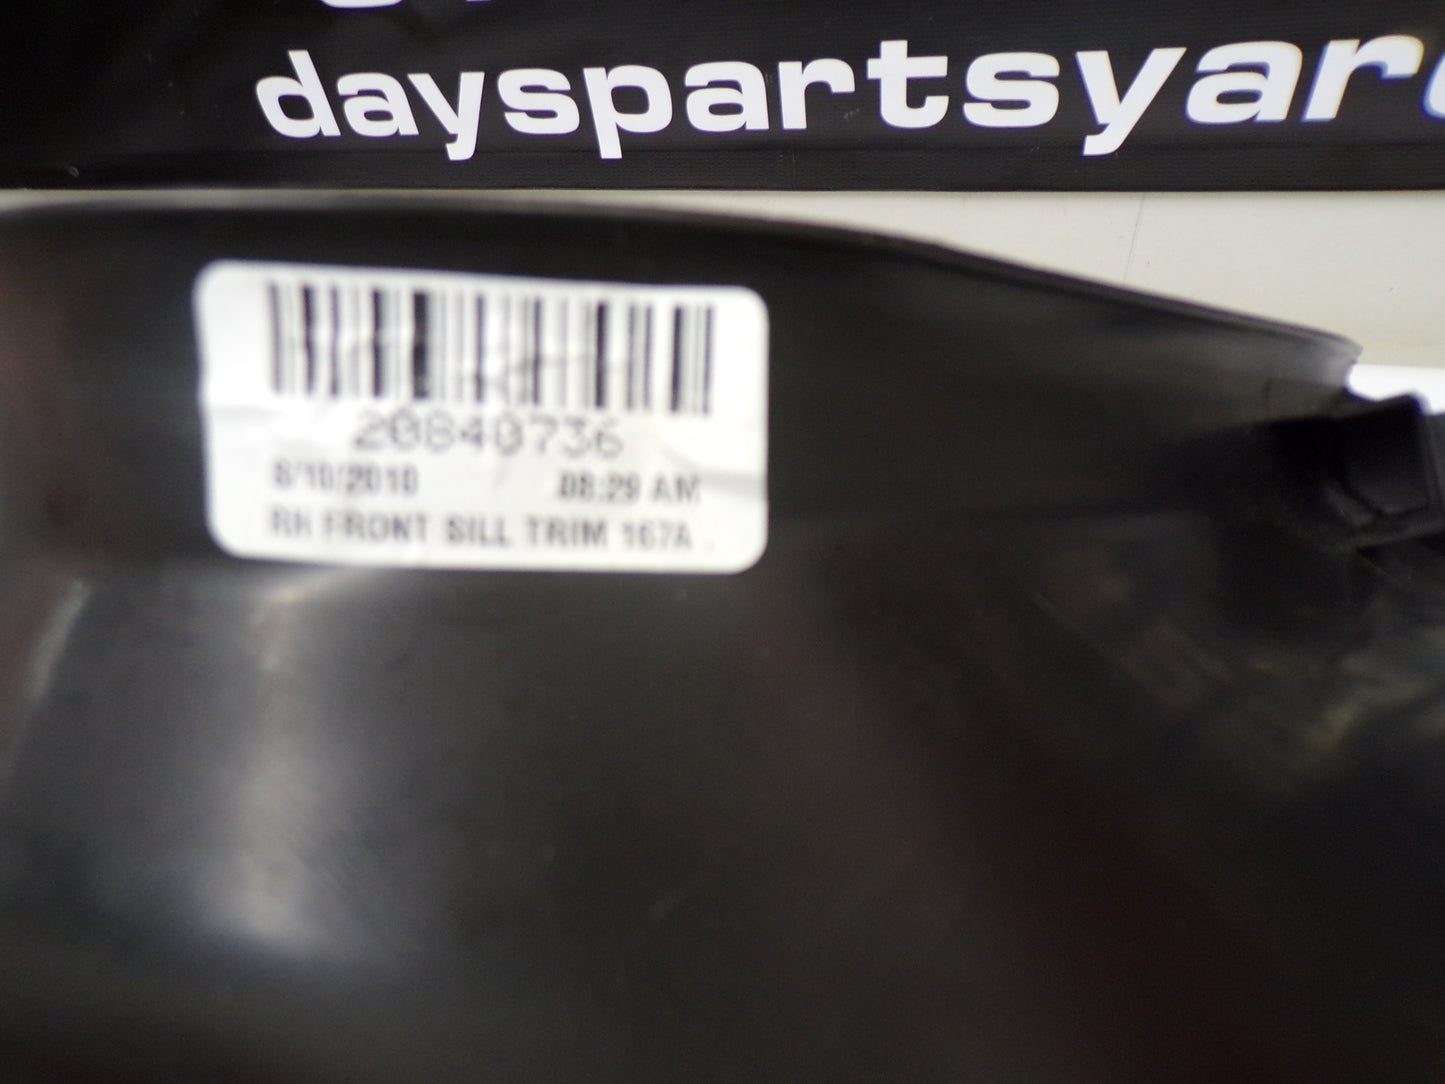 dayspartsyar
20840736
8/10/2010 08:29 AM
RH FRONT SILL TRIM 167A